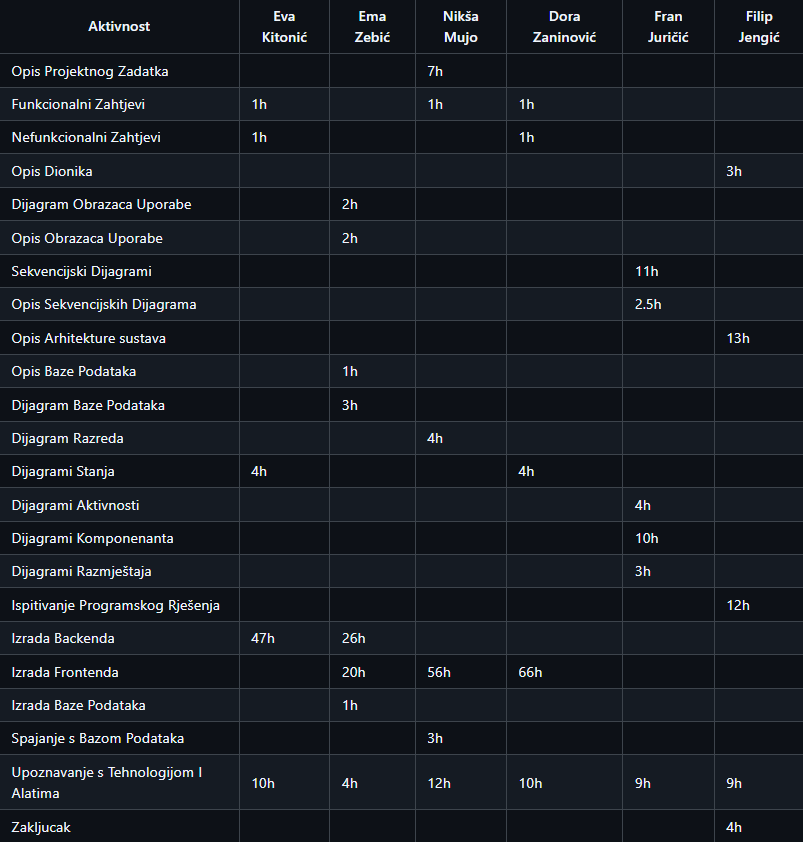 Aktivnost Eva Kitonić Ema Zebić Nikša Mujo Dora Zaninović Fran Juričić Filip Jengić
Opis Projektnog Zadatka 7h
Funkcionalni Zahtjevi 1h 1h 1h
Nefunkcionalni Zahtjevi 1h 1h
Opis Dionika 3h
Dijagram Obrazaca Uporabe 2h
Opis Obrazaca Uporabe 2h
Sekvencijski Dijagrami 11h
Opis Sekvencijskih Dijagrama 2.5h
Opis Arhitekture sustava 13h
Opis Baze Podataka 1h
Dijagram Baze Podataka 3h
Dijagram Razreda 4h
Dijagrami Stanja 4h 4h
Dijagrami Aktivnosti 4h
Dijagrami Komponenanta 10h
Dijagrami Razmještaja 3h
Ispitivanje Programskog Rješenja 12h
Izrada Backenda 47h 26h
Izrada Frontenda 20h 56h 66h
Izrada Baze Podataka 1h
Spajanje s Bazom Podataka 3h
Upoznavanje s Tehnologijom I
Alatima 10h 4h 12h 10h 9h 9h
Zakljucak 4h